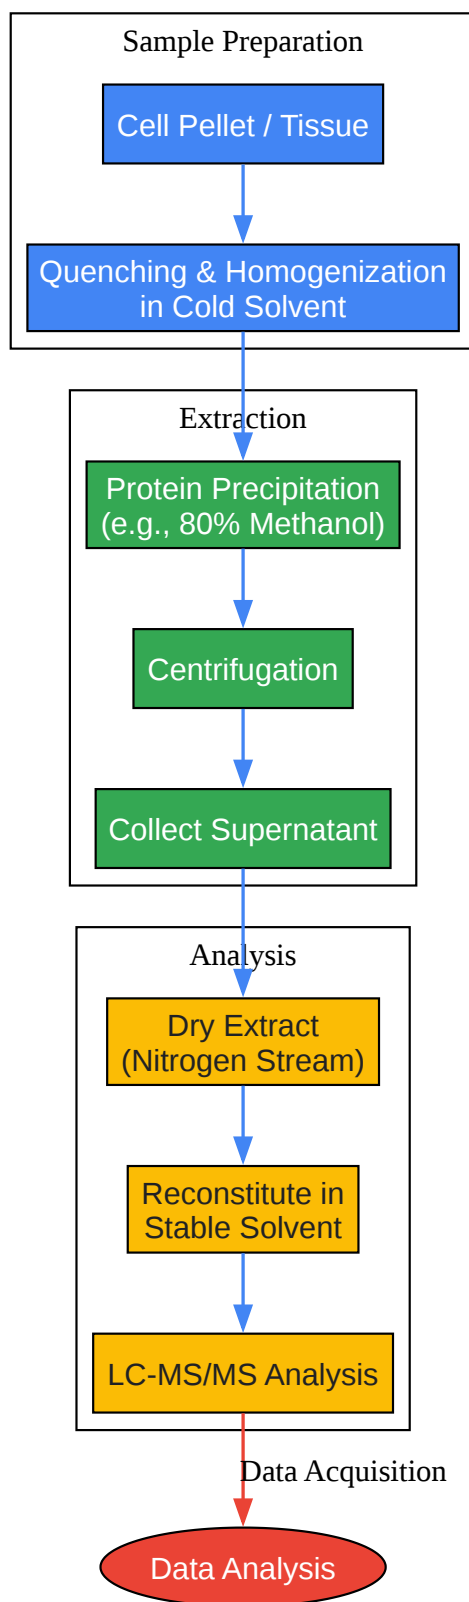 Sample Preparation
Cell Pellet / Tissue
Quenching & Homogenization
in Cold Solvent
Extraction
Protein Precipitation
(e.g., 80% Methanol)
Centrifugation
Collect Supernatant
Analysis
Dry Extract
(Nitrogen Stream)
Reconstitute in
Stable Solvent
LC-MS/MS Analysis
Data Acquisition
Data Analysis